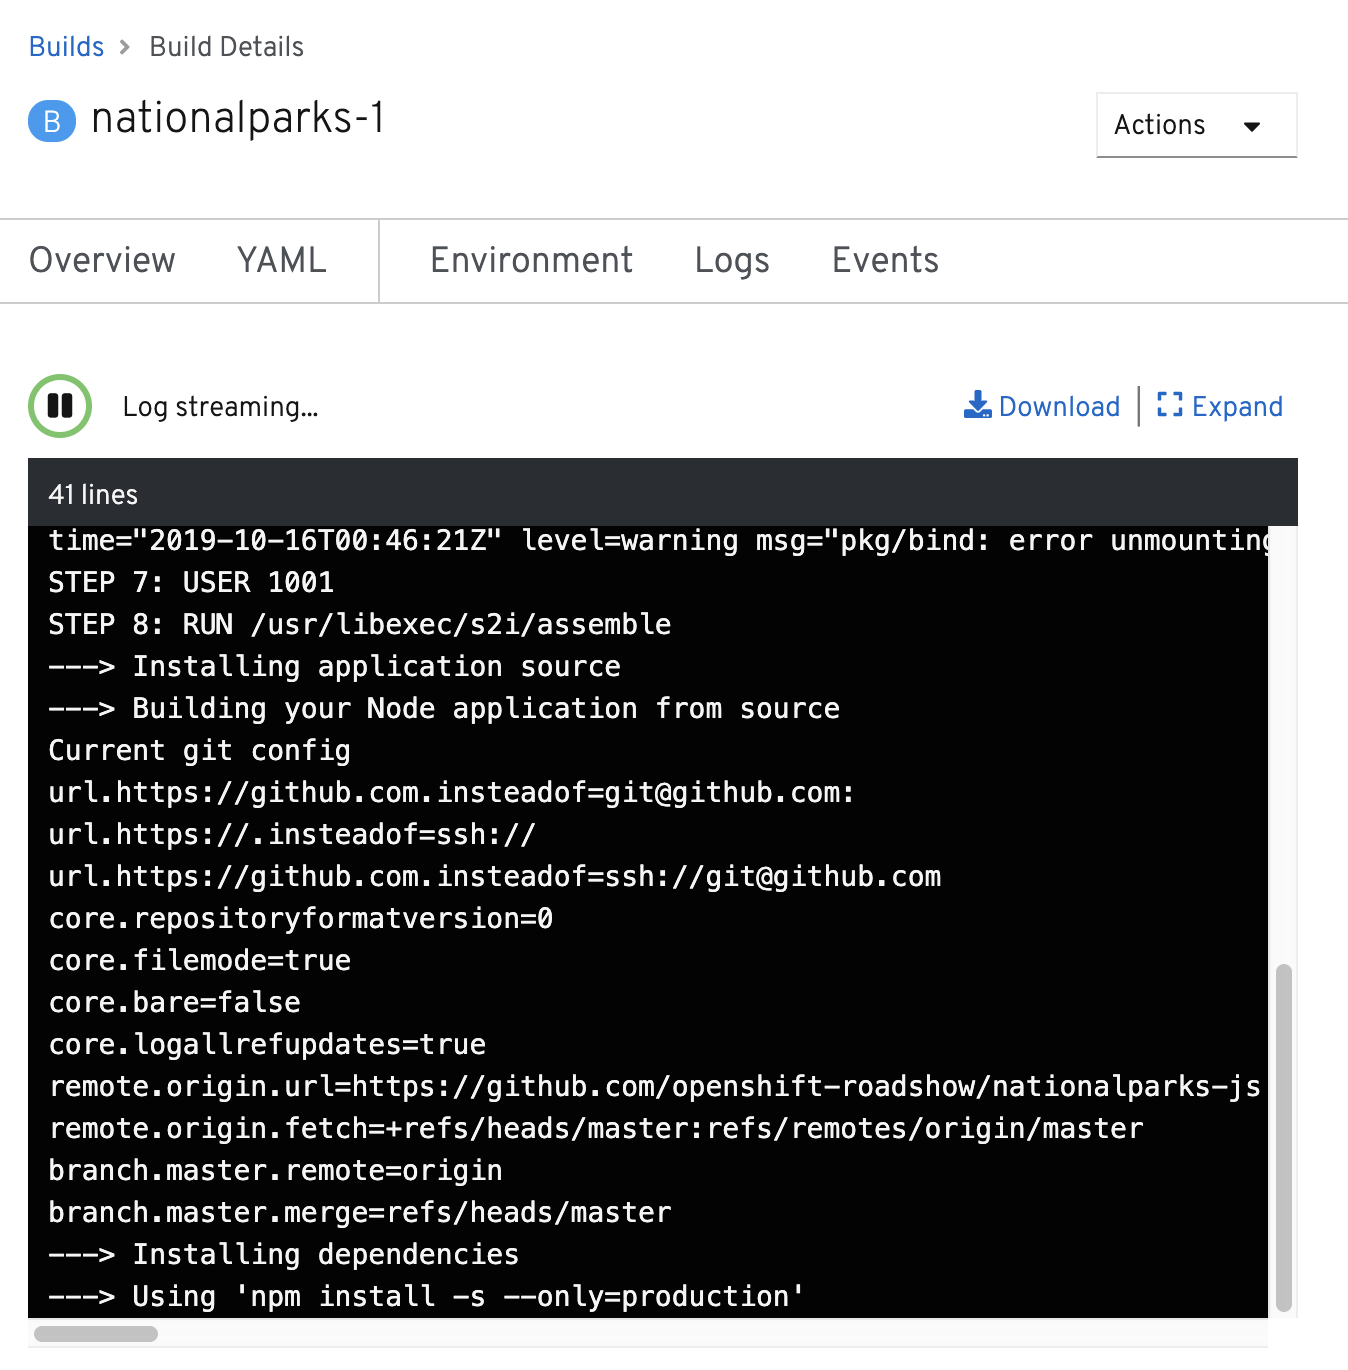 Builds > Build Details
B nationalparks-1
Actions
Overview YAML Environment Logs Events
Log streaming... Download | Expand
41 lines
time="2019-10-16T00:46:21Z" level=warning msg="pkg/bind: error unmounting
STEP 7: USER 1001
STEP 8: RUN /usr/libexec/s2i/assemble
---> Installing application source
---> Building your Node application from source
Current git config
url.https://github.com.insteadof=git@github.com:
url.https://.insteadof=ssh://
url.https://github.com.insteadof=ssh://git@github.com
core.repositoryformatversion=0
core.filemode=true
core.bare=false
core.logallrefupdates=true
remote.origin.url=https://github.com/openshift-roadshow/nationalparks-js
remote.origin.fetch=+refs/heads/master:refs/remotes/origin/master
branch.master.remote=origin
branch.master.merge=refs/heads/master
---> Installing dependencies
---> Using 'npm install -s --only=production'